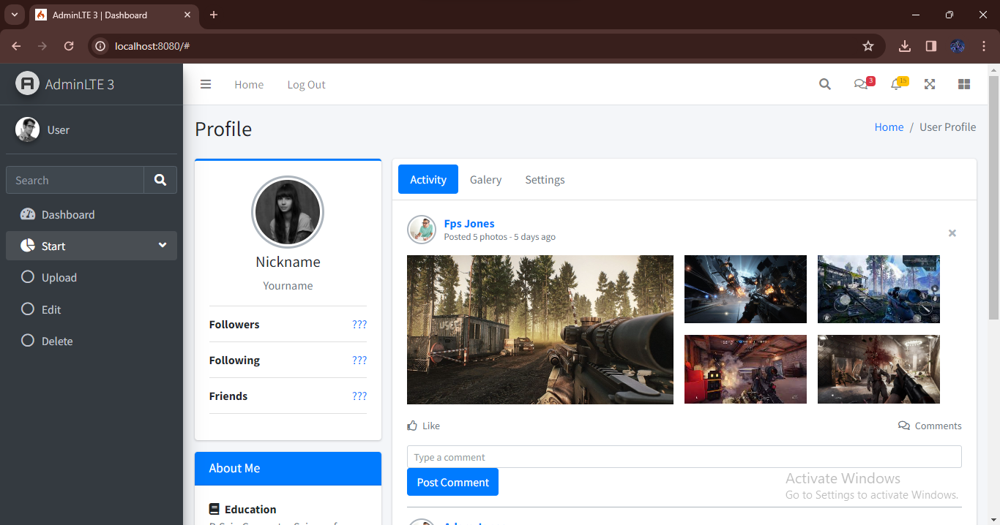 AdminLTE 3 | Dashboard
localhost:8080/#
AdminLTE 3
Home
Log Out
3
15
User
Profile
Home / User Profile
Search
Dashboard
Start
Upload
Edit
Delete
Nickname
Yourname
Followers ???
Following ???
Friends ???
About Me
Education
Activity
Galery
Settings
Fps Jones
Posted 5 photos - 5 days ago
Like
Comments
Type a comment
Post Comment
Activate Windows
Go to Settings to activate Windows.